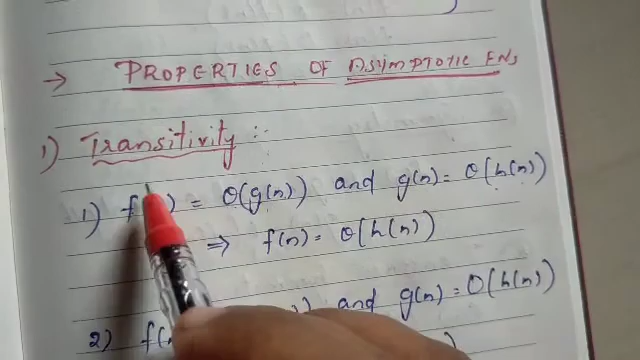 → PROPERTIES OF ASYMPTOTIC FNS
1) Transitivity :-
1) f( ) = O(g(n)) and g(n) = O(h(n))
⇒ f(n) = O(h(n))
2) and g(n) = O(h(n))